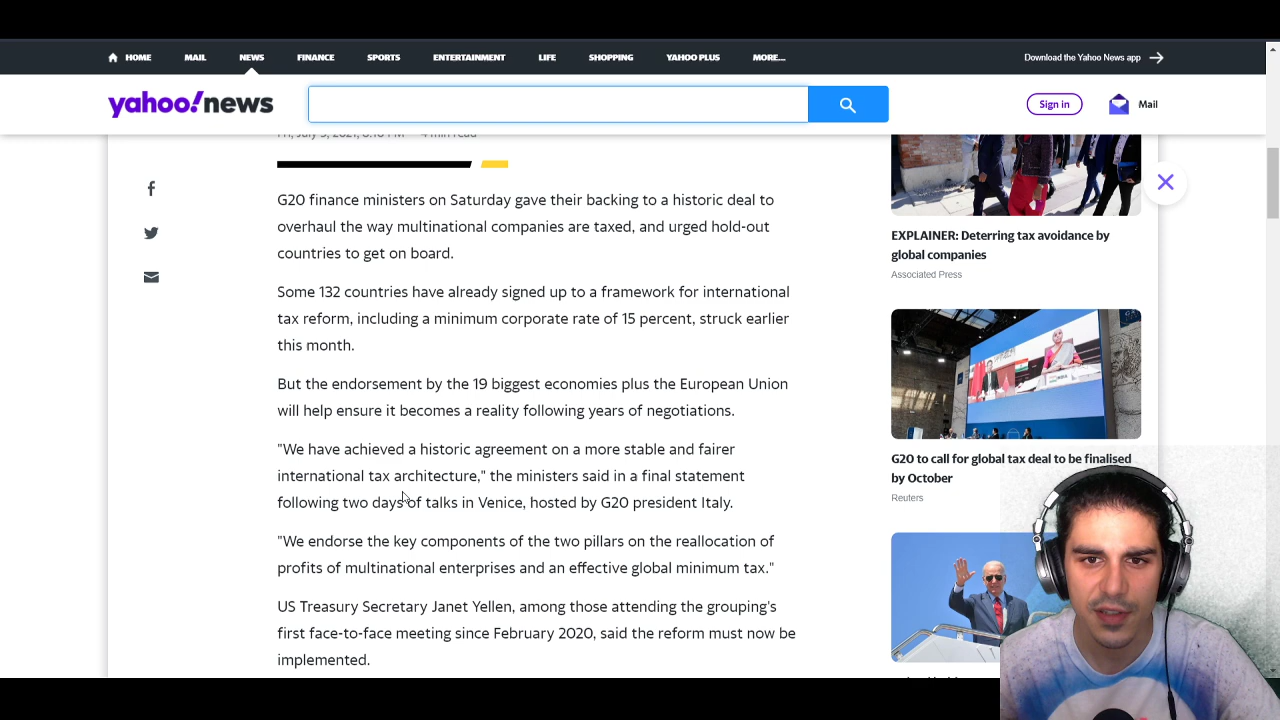 HOME MAIL NEWS FINANCE SPORTS ENTERTAINMENT LIFE SHOPPING YAHOO PLUS MORE... Download the Yahoo News app
yahoo!news Sign in Mail
G20 finance ministers on Saturday gave their backing to a historic deal to
overhaul the way multinational companies are taxed, and urged hold-out
countries to get on board.
Some 132 countries have already signed up to a framework for international
tax reform, including a minimum corporate rate of 15 percent, struck earlier
this month.
But the endorsement by the 19 biggest economies plus the European Union
will help ensure it becomes a reality following years of negotiations.
"We have achieved a historic agreement on a more stable and fairer
international tax architecture," the ministers said in a final statement
following two days of talks in Venice, hosted by G20 president Italy.
"We endorse the key components of the two pillars on the reallocation of
profits of multinational enterprises and an effective global minimum tax."
US Treasury Secretary Janet Yellen, among those attending the grouping's
first face-to-face meeting since February 2020, said the reform must now be
implemented.
EXPLAINER: Deterring tax avoidance by
global companies
Associated Press
G20 to call for global tax deal to be finalised
by October
Reuters